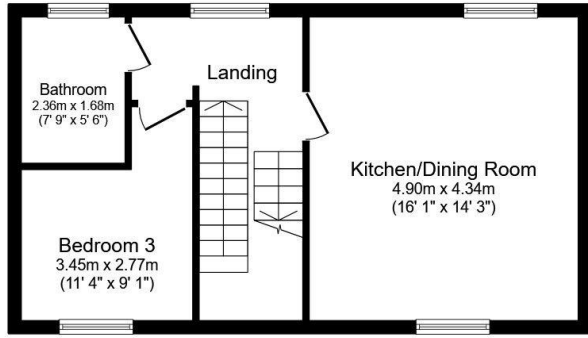 Bathroom
2.36m x 1.68m
(7' 9" x 5' 6")
Landing
Kitchen/Dining Room
4.90m x 4.34m
(16' 1" x 14' 3")
Bedroom 3
3.45m x 2.77m
(11' 4" x 9' 1")